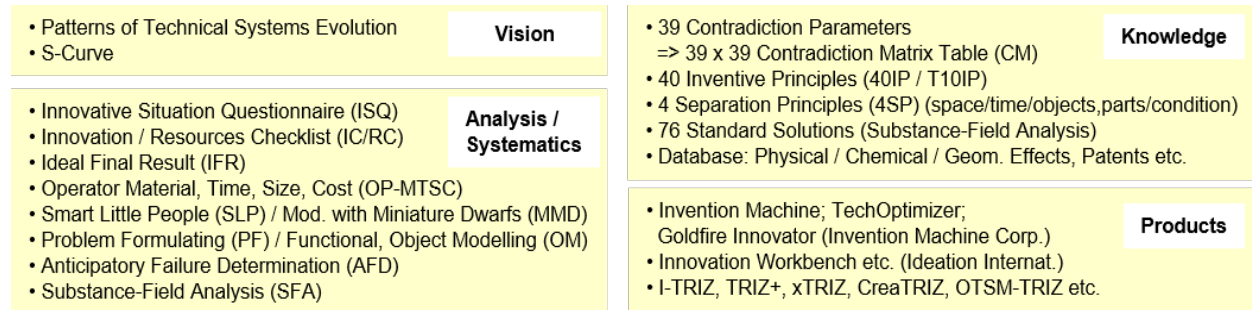 • Patterns of Technical Systems Evolution
• S-Curve
Vision
• Innovative Situation Questionnaire (ISQ)
• Innovation / Resources Checklist (IC/RC)
• Ideal Final Result (IFR)
• Operator Material, Time, Size, Cost (OP-MTSC)
• Smart Little People (SLP) / Mod. with Miniature Dwarfs (MMD)
• Problem Formulating (PF) / Functional, Object Modelling (OM)
• Anticipatory Failure Determination (AFD)
• Substance-Field Analysis (SFA)
Analysis /
Systematics
• 39 Contradiction Parameters
=> 39 x 39 Contradiction Matrix Table (CM)
• 40 Inventive Principles (40IP / T10IP)
• 4 Separation Principles (4SP) (space/time/objects,parts/condition)
• 76 Standard Solutions (Substance-Field Analysis)
• Database: Physical / Chemical / Geom. Effects, Patents etc.
Knowledge
• Invention Machine; TechOptimizer;
Goldfire Innovator (Invention Machine Corp.)
• Innovation Workbench etc. (Ideation Internat.)
• I-TRIZ, TRIZ+, xTRIZ, CreaTRIZ, OTSM-TRIZ etc.
Products